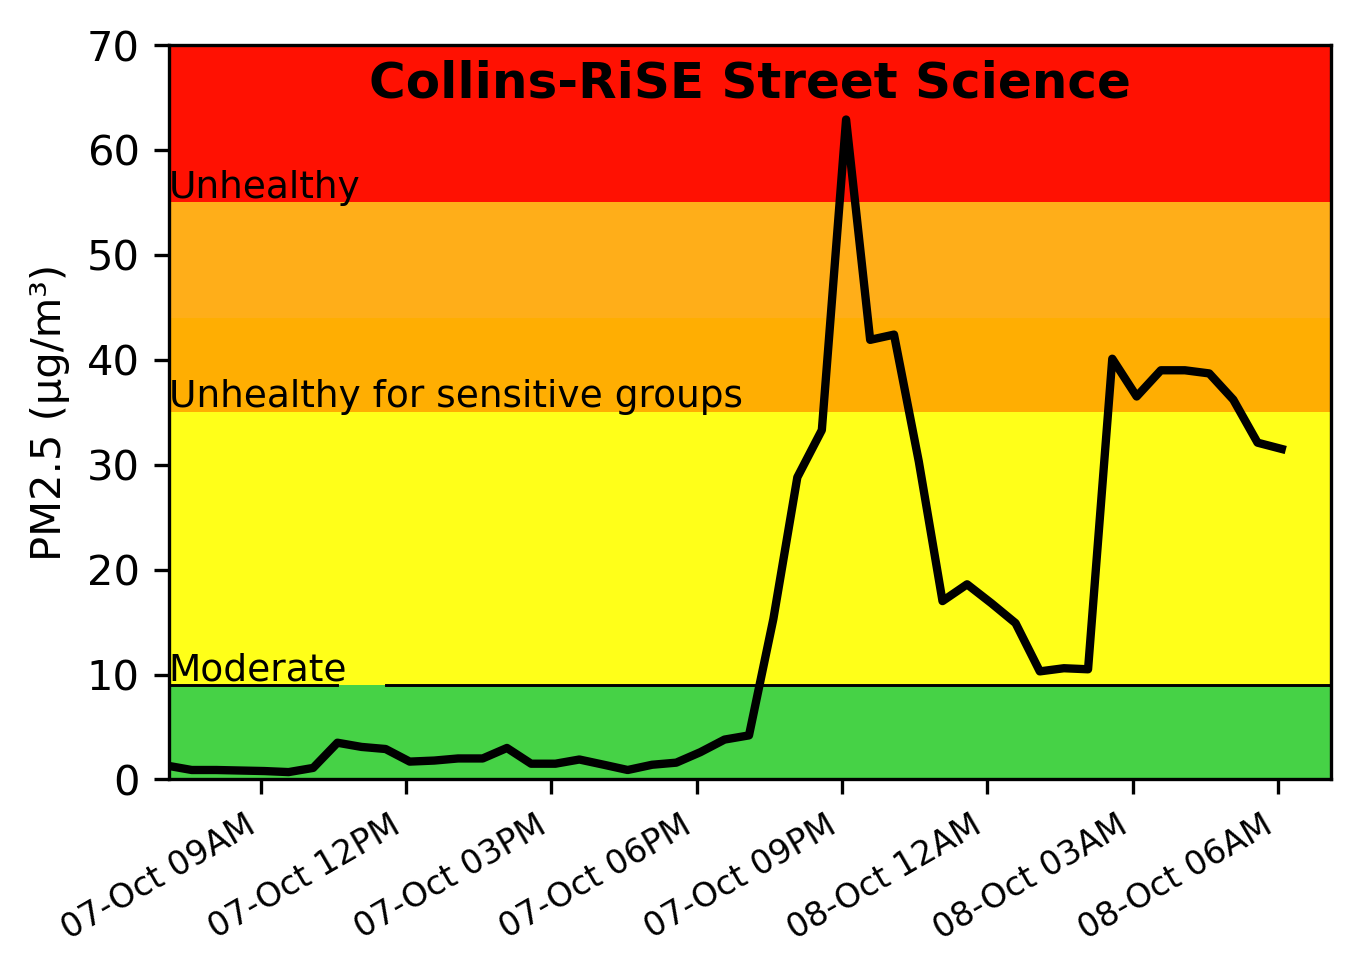 Collins-RiSE Street Science
70
60
50
40
30
20
10
0
PM2.5 (µg/m³)
Unhealthy
Unhealthy for sensitive groups
Moderate
07-Oct 09AM
07-Oct 12PM
07-Oct 03PM
07-Oct 06PM
07-Oct 09PM
08-Oct 12AM
08-Oct 03AM
08-Oct 06AM